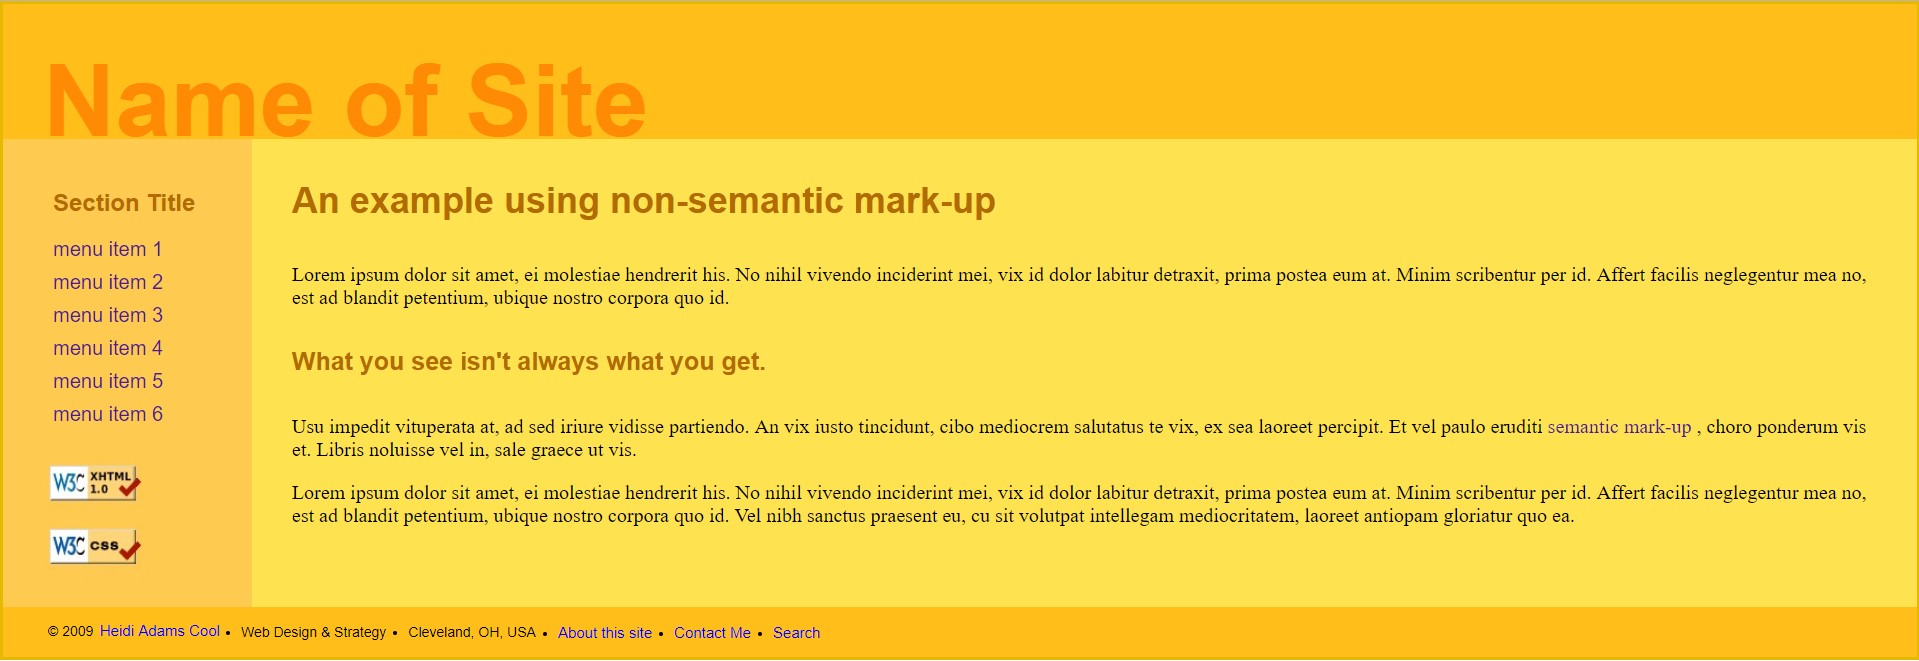 Name of Site
Section Title
menu item 1
menu item 2
menu item 3
menu item 4
menu item 5
menu item 6
W3C XHTML 1.0
W3C css
An example using non-semantic mark-up
Lorem ipsum dolor sit amet, ei molestiae hendrerit his. No nihil vivendo inciderint mei, vix id dolor labitur detraxit, prima postea eum at. Minim scribentur per id. Affert facilis neglegentur mea no,
est ad blandit petentium, ubique nostro corpora quo id.
What you see isn't always what you get.
Usu impedit vituperata at, ad sed iriure vidisse partiendo. An vix iusto tincidunt, cibo mediocrem salutatus te vix, ex sea laoreet percipit. Et vel paulo eruditi semantic mark-up , choro ponderum vis
et. Libris noluisse vel in, sale graece ut vis.
Lorem ipsum dolor sit amet, ei molestiae hendrerit his. No nihil vivendo inciderint mei, vix id dolor labitur detraxit, prima postea eum at. Minim scribentur per id. Affert facilis neglegentur mea no,
est ad blandit petentium, ubique nostro corpora quo id. Vel nibh sanctus praesent eu, cu sit volutpat intellegam mediocritatem, laoreet antiopam gloriatur quo ea.
© 2009 Heidi Adams Cool • Web Design & Strategy • Cleveland, OH, USA • About this site • Contact Me • Search